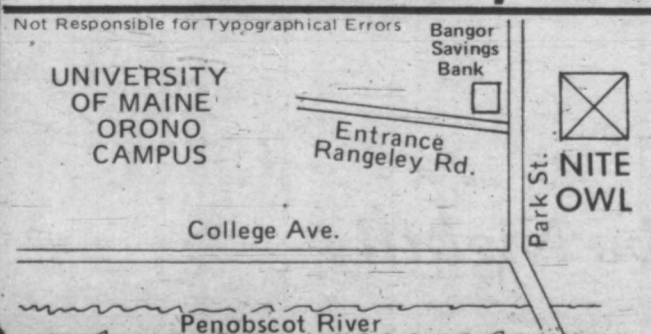 Not Responsible for Typographical Errors
Bangor
Savings
Bank
UNIVERSITY
OF MAINE
ORONO
CAMPUS
Entrance
Rangeley Rd.
Park St.
NITE
OWL
College Ave.
Penobscot River